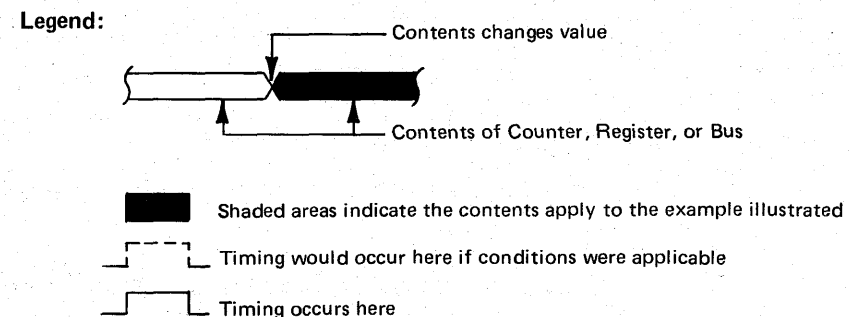 Legend:
Contents changes value
Contents of Counter, Register, or Bus
Shaded areas indicate the contents apply to the example illustrated
Timing would occur here if conditions were applicable
Timing occurs here